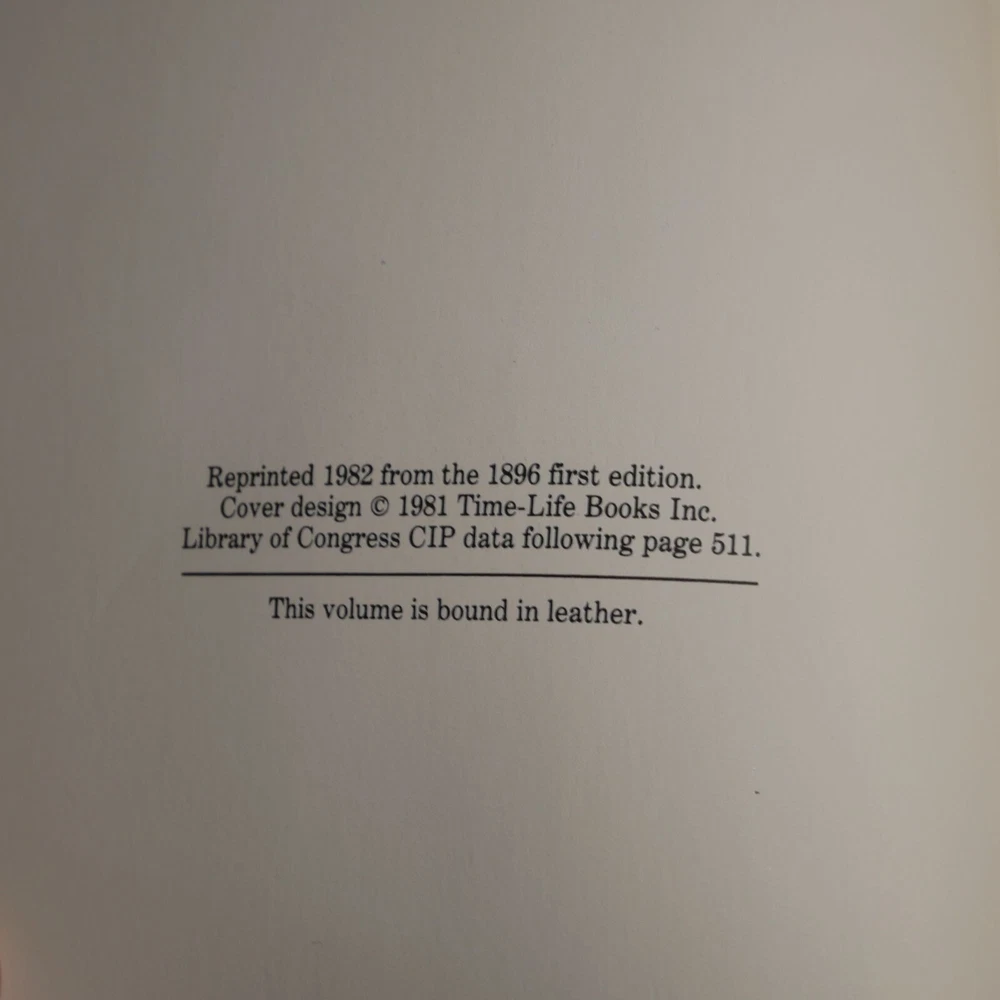 Reprinted 1982 from the 1896 first edition.
Cover design © 1981 Time-Life Books Inc.
Library of Congress CIP data following page 511.
This volume is bound in leather.